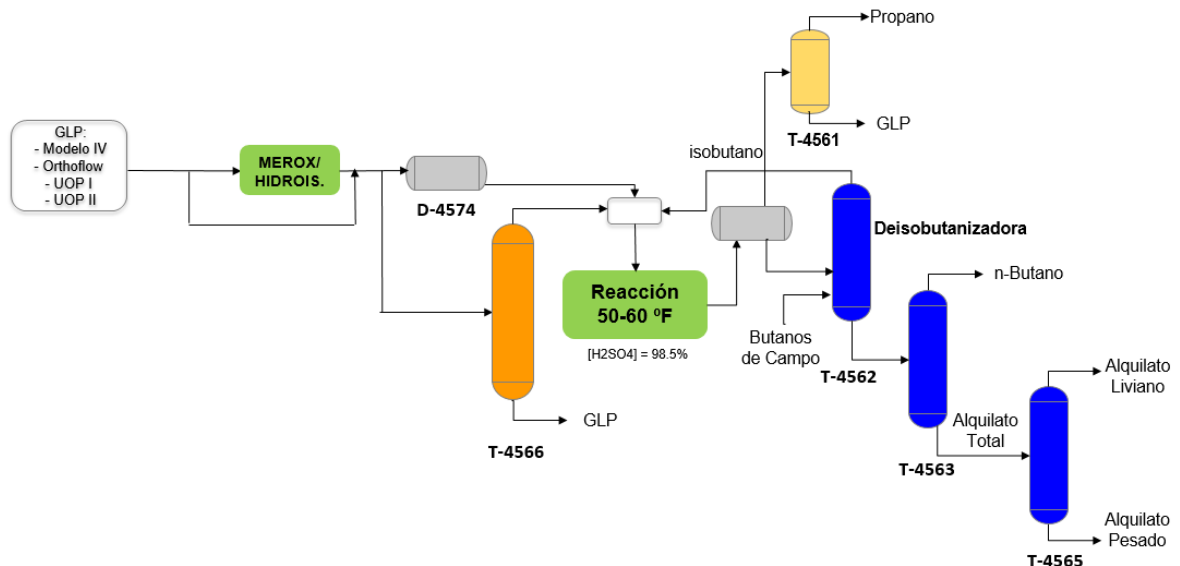 Propano
GLP
T-4561
GLP:
- Modelo IV
- Orthoflow
- UOP I
- UOP II
MEROX/
HIDROIS.
isobutano
D-4574
Deisobutanizadora
Reacción
50-60 ºF
[H2SO4] = 98.5%
n-Butano
Butanos
de Campo
T-4562
GLP
T-4566
Alquilato
Liviano
Alquilato
Total
T-4563
Alquilato
Pesado
T-4565